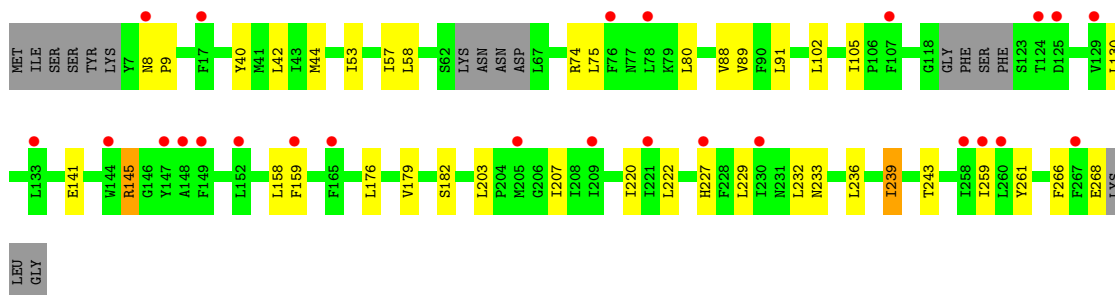 MET ILE SER SER TYR LYS Y7 N8 P9 F17 Y40 M41 L42 I43 M44 I53 I57 L58 S62 LYS ASN ASN ASP L67 R74 L75 F76 N77 L78 K79 L80 V88 V89 F90 L91 L102 I105 P106 F107 G118 GLY PHE SER PHE S123 T124 D125 V129 L130
L133 E141 W144 R145 G146 Y147 A148 F149 L152 L158 F159 F165 L176 V179 S182 L203 P204 M205 G206 I207 I208 I209 I220 I221 L222 H227 F228 L229 I230 N231 L232 N233 L236 I239 T243 I258 I259 L260 Y261 F266 F267 E268 LYS
LEU GLY